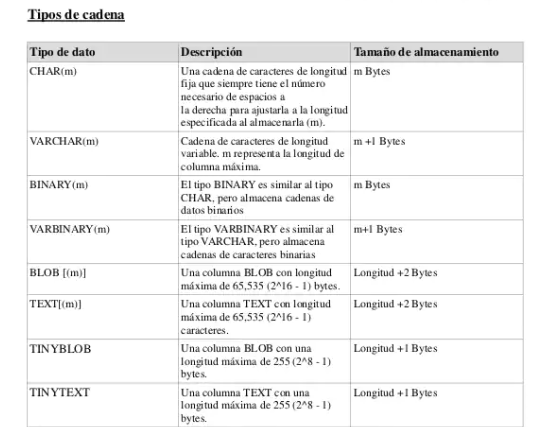 Tipos de cadena
Tipo de dato Descripción Tamaño de almacenamiento
CHAR(m) Una cadena de caracteres de longitud m Bytes
fija que siempre tiene el número
necesario de espacios a
la derecha para ajustarla a la longitud
especificada al almacenarla (m).
VARCHAR(m) Cadena de caracteres de longitud m +1 Bytes
variable. m representa la longitud de
columna máxima.
BINARY(m) El tipo BINARY es similar al tipo m Bytes
CHAR, pero almacena cadenas de
datos binarios
VARBINARY(m) El tipo VARBINARY es similar al m+1 Bytes
tipo VARCHAR, pero almacena
cadenas de caracteres binarias
BLOB [(m)] Una columna BLOB con longitud Longitud +2 Bytes
máxima de 65,535 (2^16 - 1) bytes.
TEXT[(m)] Una columna TEXT con longitud Longitud +2 Bytes
máxima de 65,535 (2^16 - 1)
caracteres.
TINYBLOB Una columna BLOB con una Longitud +1 Bytes
longitud máxima de 255 (2^8 - 1)
bytes.
TINYTEXT Una columna TEXT con una Longitud +1 Bytes
longitud máxima de 255 (2^8 - 1)
bytes.